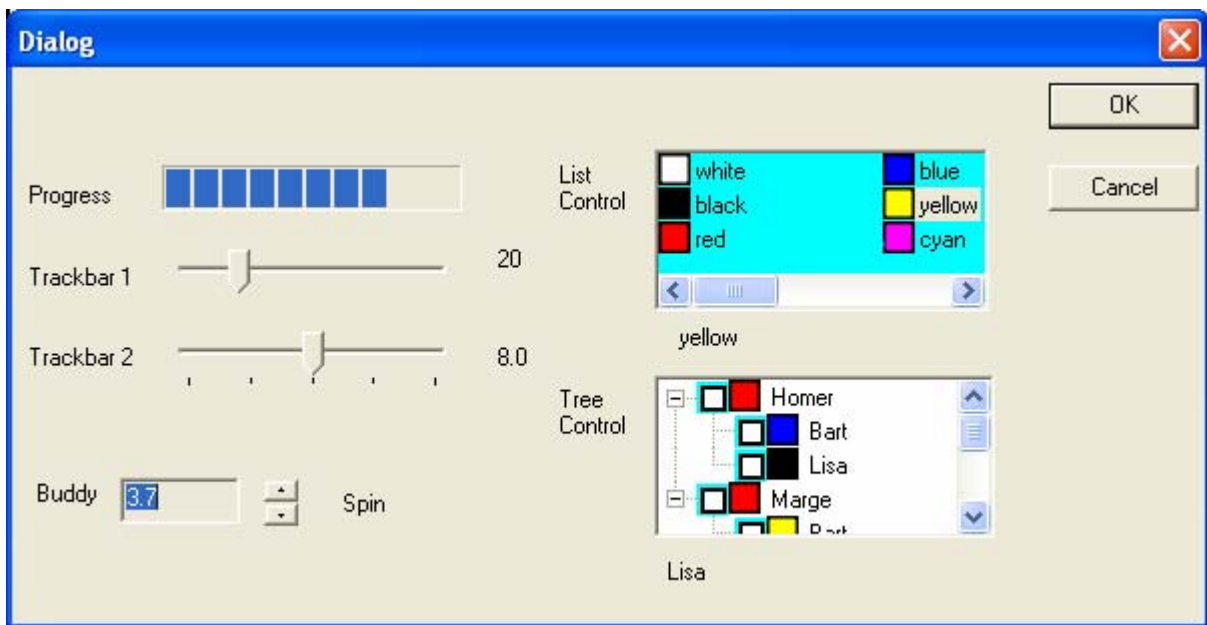 Dialog
OK
Cancel
Progress
Trackbar 1
20
Trackbar 2
8.0
Buddy
3.7
Spin
List
Control
white
black
red
blue
yellow
cyan
yellow
Tree
Control
Homer
Bart
Lisa
Marge
Bart
Lisa